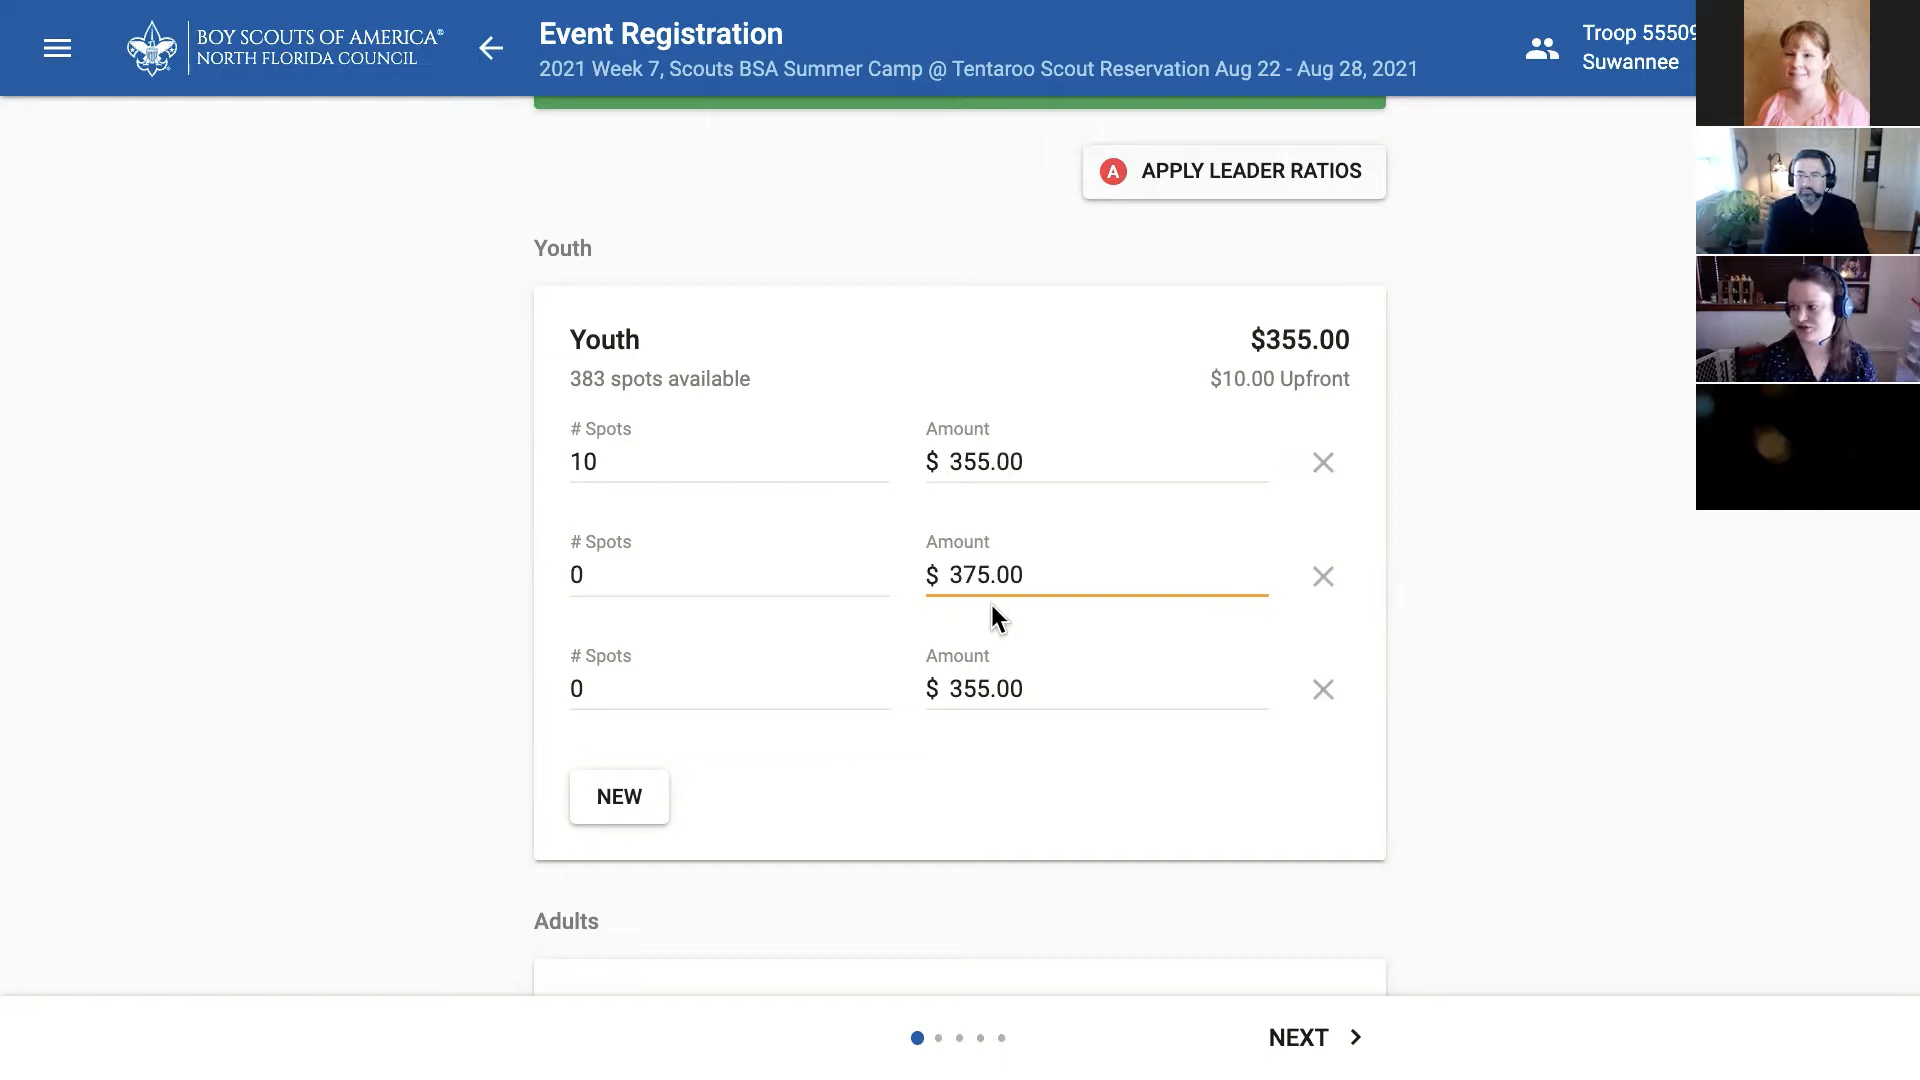 BOY SCOUTS OF AMERICA®
NORTH FLORIDA COUNCIL
Event Registration
2021 Week 7, Scouts BSA Summer Camp @ Tentaroo Scout Reservation Aug 22 - Aug 28, 2021
Troop 55509
Suwannee
A APPLY LEADER RATIOS
Youth
Youth $355.00
383 spots available $10.00 Upfront
# Spots Amount
10 $ 355.00
# Spots Amount
0 $ 375.00
# Spots Amount
0 $ 355.00
NEW
Adults
NEXT